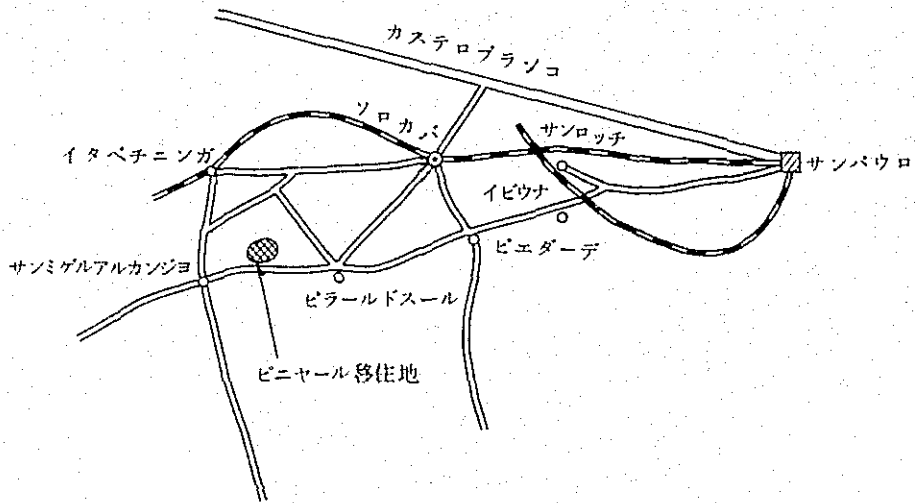 カステロブランコ
ソロカバ
サンロッチ
イタペチニンガ
サンパウロ
イビウナ
ピエダーデ
サンミゲルアルカンジョ
ピラールドスール
ピニヤール移住地